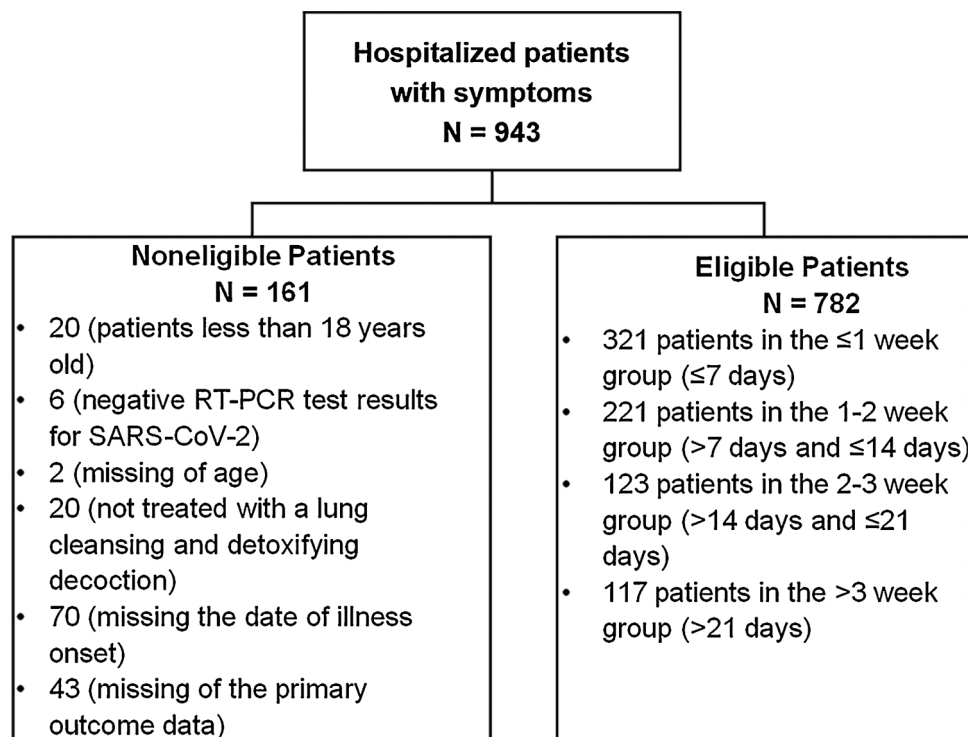 Hospitalized patients
with symptoms
N = 943
Noneligible Patients
N = 161
• 20 (patients less than 18 years
old)
• 6 (negative RT-PCR test results
for SARS-CoV-2)
• 2 (missing of age)
• 20 (not treated with a lung
cleansing and detoxifying
decoction)
• 70 (missing the date of illness
onset)
• 43 (missing of the primary
outcome data)
Eligible Patients
N = 782
• 321 patients in the ≤1 week
group (≤7 days)
• 221 patients in the 1-2 week
group (>7 days and ≤14 days)
• 123 patients in the 2-3 week
group (>14 days and ≤21
days)
• 117 patients in the >3 week
group (>21 days)